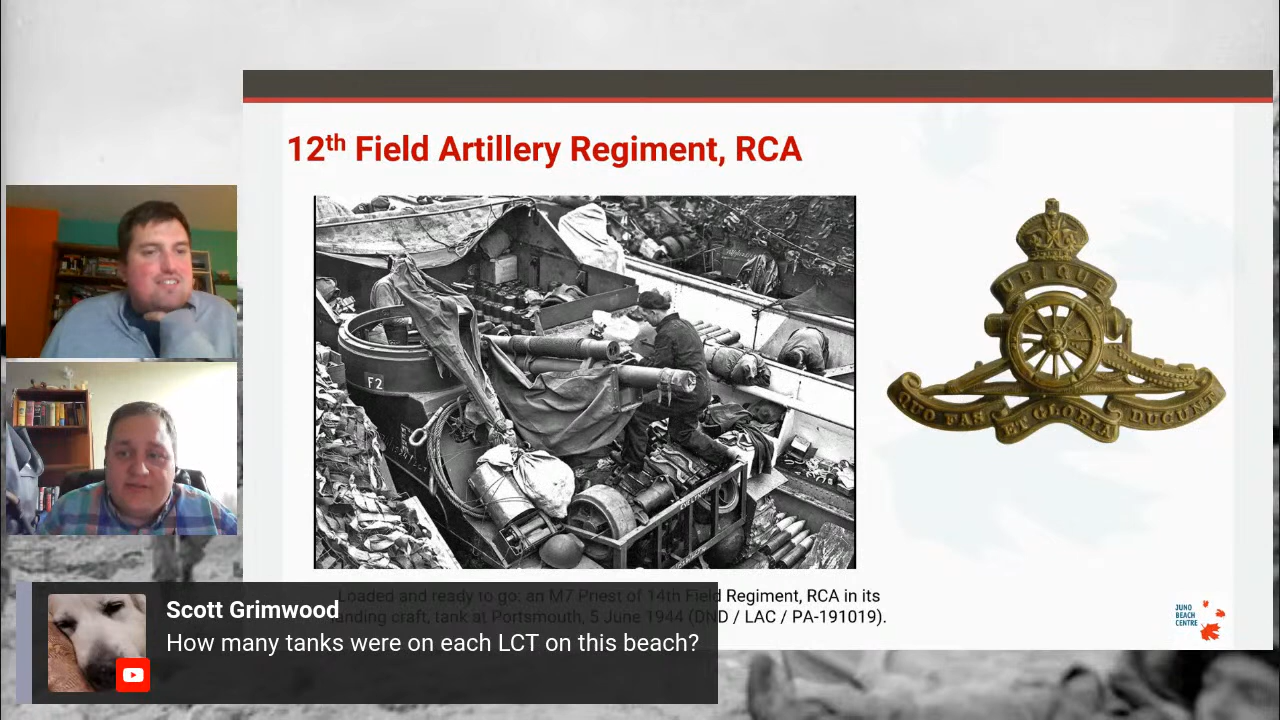 12th Field Artillery Regiment, RCA
F2
UBIQUE
QUO FAS ET GLORIA DUCUNT
Loaded and ready to go: an M7 Priest of 14th Field Regiment, RCA in its
landing craft, tank at Portsmouth, 5 June 1944 (DND / LAC / PA-191019).
JUNO
BEACH
CENTRE
Scott Grimwood
How many tanks were on each LCT on this beach?